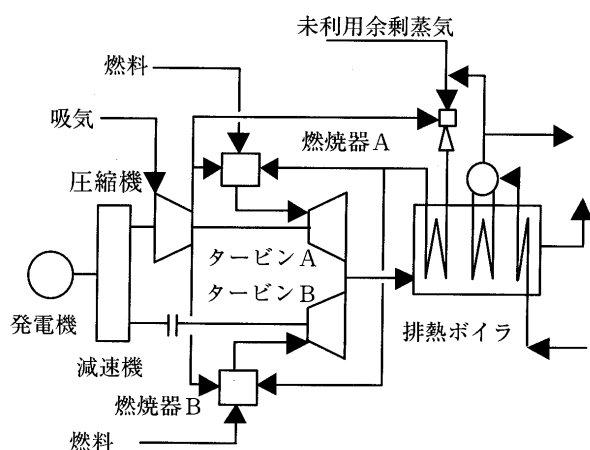 未利用余剰蒸気
燃料
吸気
燃焼器A
圧縮機
タービンA
タービンB
発電機
排熱ボイラ
減速機
燃焼器B
燃料